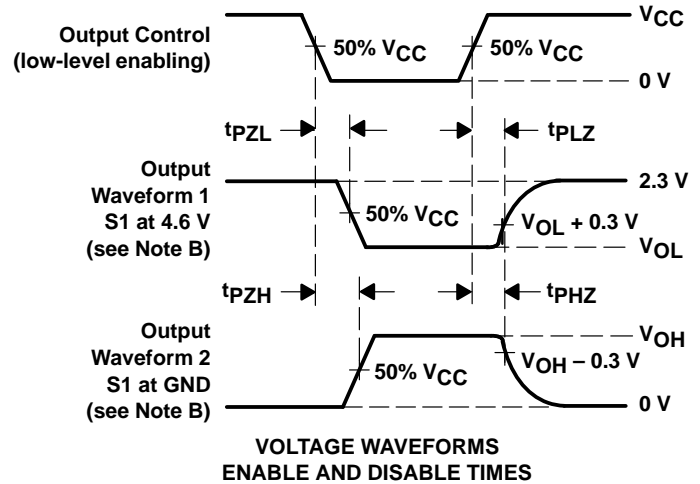 Output Control
(low-level enabling)
50% VCC
50% VCC
VCC
0 V
tPZL
tPLZ
Output
Waveform 1
S1 at 4.6 V
(see Note B)
50% VCC
2.3 V
VOL + 0.3 V
VOL
tPZH
tPHZ
Output
Waveform 2
S1 at GND
(see Note B)
50% VCC
VOH
VOH – 0.3 V
0 V
VOLTAGE WAVEFORMS
ENABLE AND DISABLE TIMES